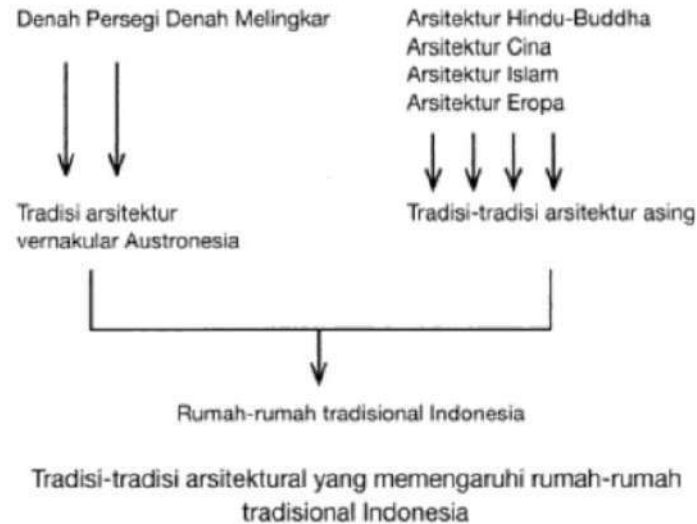 Denah Persegi Denah Melingkar
Arsitektur Hindu-Buddha
Arsitektur Cina
Arsitektur Islam
Arsitektur Eropa
Tradisi arsitektur
vernakular Austronesia
Tradisi-tradisi arsitektur asing
Rumah-rumah tradisional Indonesia
Tradisi-tradisi arsitektural yang memengaruhi rumah-rumah
tradisional Indonesia